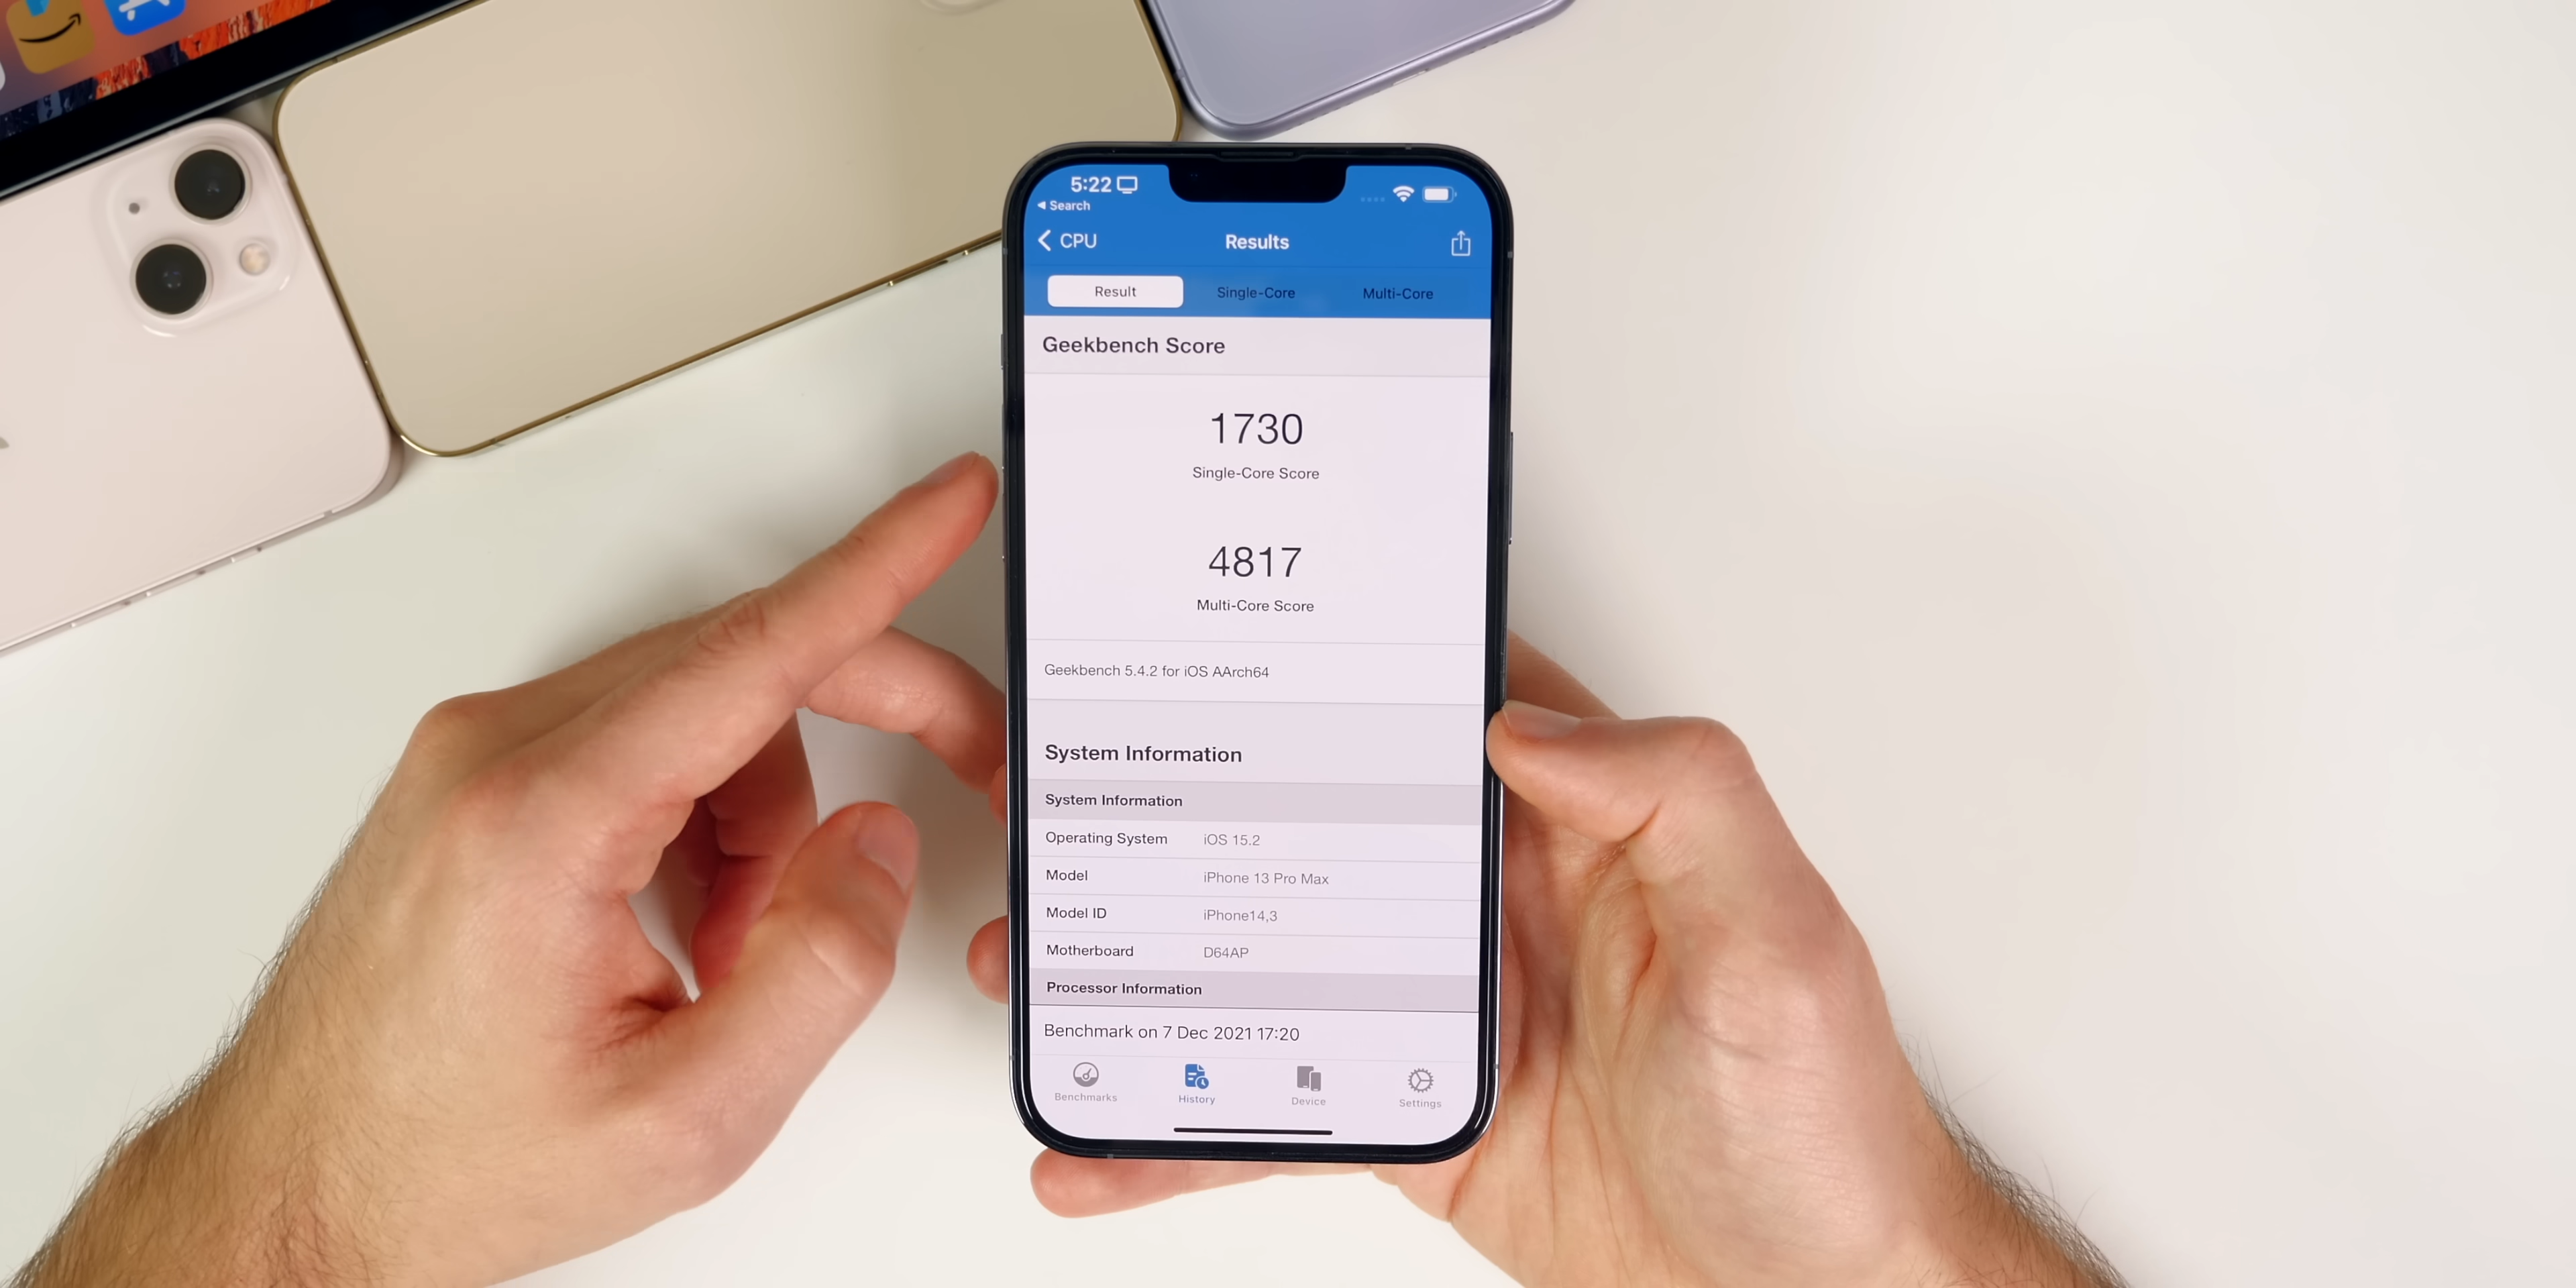 5:22
Search
CPU
Results
Result Single-Core Multi-Core
Geekbench Score
1730
Single-Core Score
4817
Multi-Core Score
Geekbench 5.4.2 for iOS AArch64
System Information
System Information
Operating System iOS 15.2
Model iPhone 13 Pro Max
Model ID iPhone14,3
Motherboard D64AP
Processor Information
Benchmark on 7 Dec 2021 17:20
Benchmarks History Device Settings